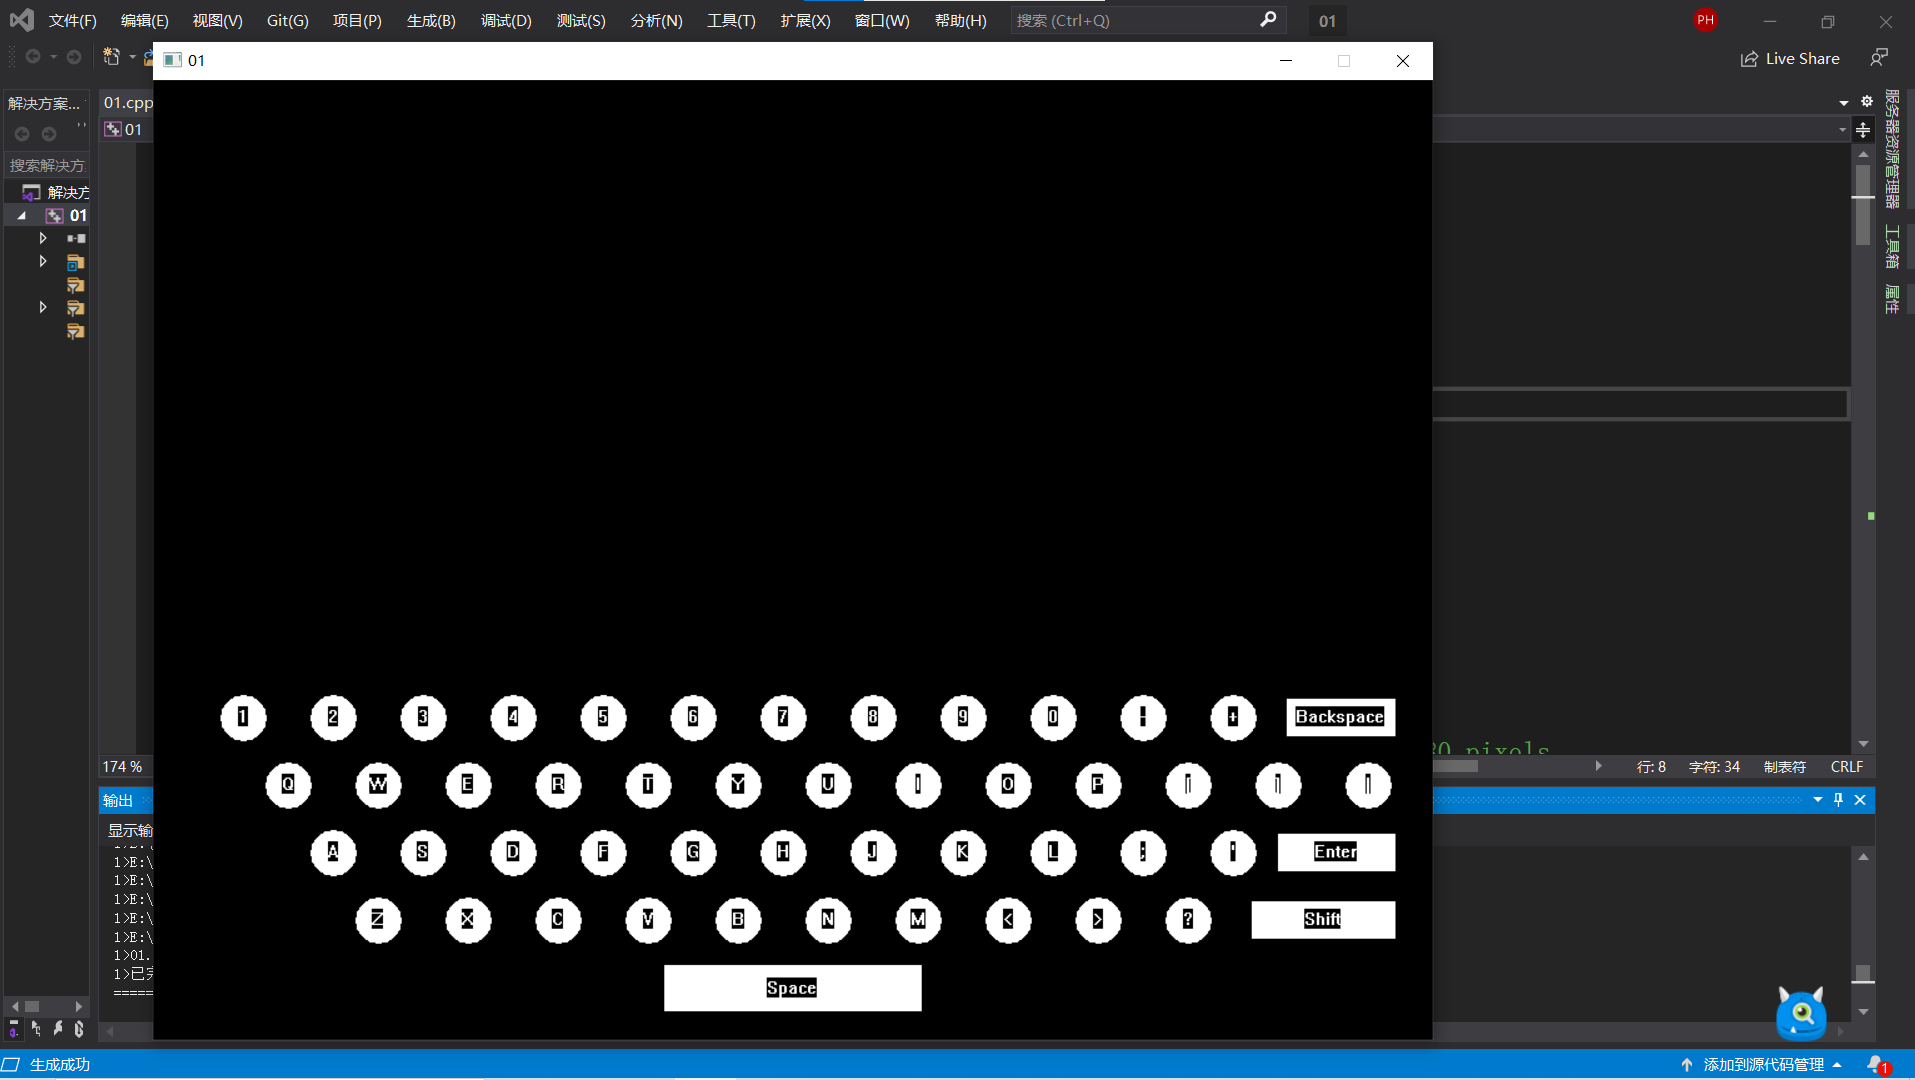 文件(F) 编辑(E) 视图(V) Git(G) 项目(P) 生成(B) 调试(D) 测试(S) 分析(N) 工具(T) 扩展(X) 窗口(W) 帮助(H) 搜索 (Ctrl+Q) 01 PH
Live Share
01
解决方案...
01.cpp
01
搜索解决方
解决方
01
服务器资源管理器
工具箱
属性
1 2 3 4 5 6 7 8 9 0 - + Backspace
Q W E R T Y U I O P [ ] |
A S D F G H J K L ; ' Enter
Z X C V B N M < > ? Shift
Space
pixels
174 %
行: 8 字符: 34 制表符 CRLF
输出
显示输
1>E:\
1>E:\
1>E:\
1>E:\
1>E:\
1>01.
1>已完
=====
生成成功
添加到源代码管理 1